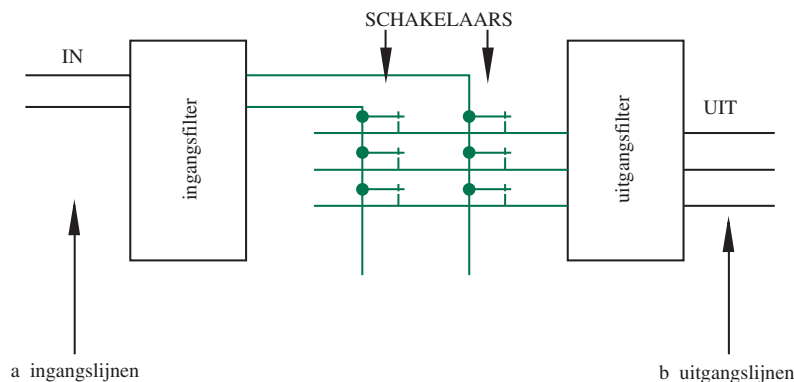 SCHAKELAARS
IN
ingangsfilter
uitgangsfilter
UIT
a ingangslijnen
b uitgangslijnen